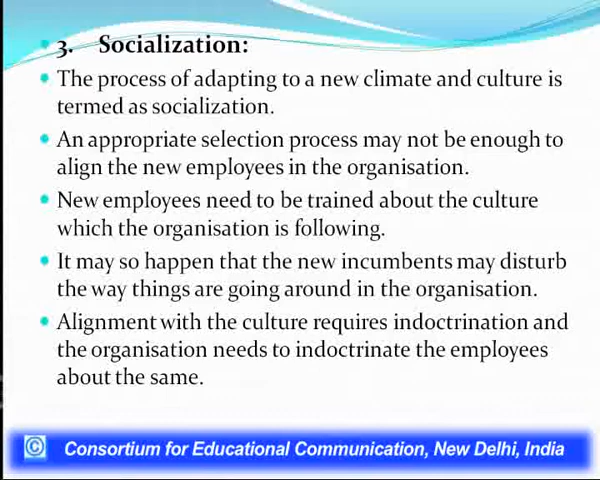 • 3. Socialization:
• The process of adapting to a new climate and culture is
termed as socialization.
• An appropriate selection process may not be enough to
align the new employees in the organisation.
• New employees need to be trained about the culture
which the organisation is following.
• It may so happen that the new incumbents may disturb
the way things are going around in the organisation.
• Alignment with the culture requires indoctrination and
the organisation needs to indoctrinate the employees
about the same.
© Consortium for Educational Communication, New Delhi, India